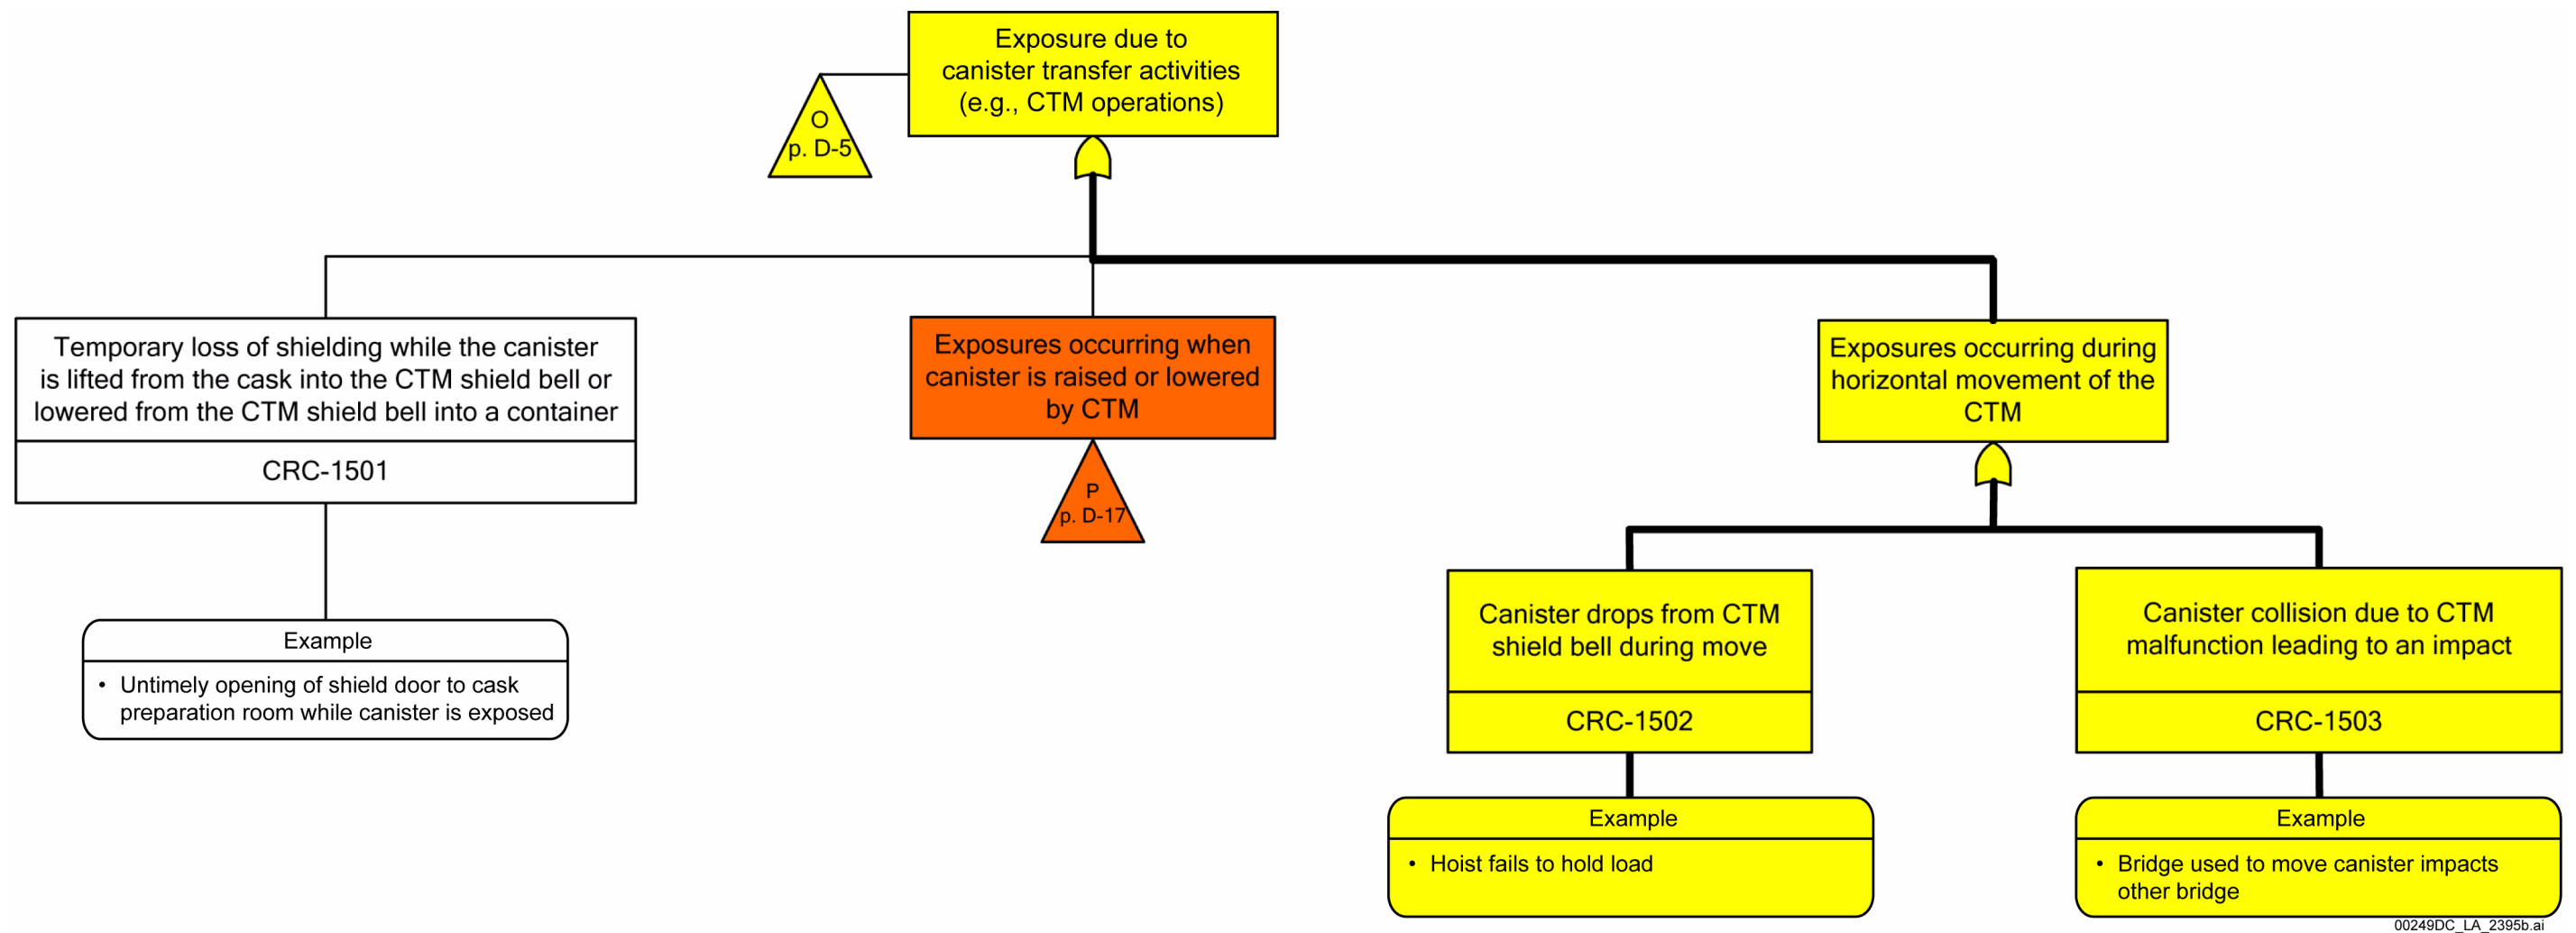 Exposure due to
canister transfer activities
(e.g., CTM operations)
O
p. D-5
Temporary loss of shielding while the canister
is lifted from the cask into the CTM shield bell or
lowered from the CTM shield bell into a container
CRC-1501
Example
• Untimely opening of shield door to cask
preparation room while canister is exposed
Exposures occurring when
canister is raised or lowered
by CTM
P
p. D-17
Exposures occurring during
horizontal movement of the
CTM
Canister drops from CTM
shield bell during move
CRC-1502
Example
• Hoist fails to hold load
Canister collision due to CTM
malfunction leading to an impact
CRC-1503
Example
• Bridge used to move canister impacts
other bridge
00249DC_LA_2395b.ai